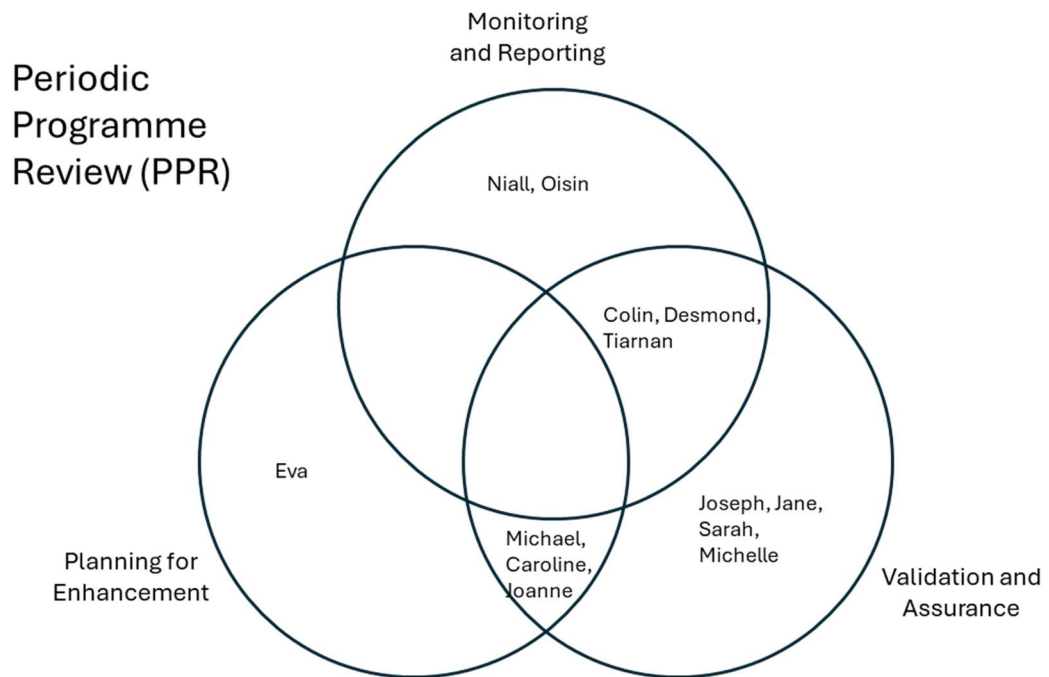 Monitoring
and Reporting
Periodic
Programme
Review (PPR)
Niall, Oisin
Colin, Desmond,
Tiarnan
Eva
Joseph, Jane,
Sarah,
Michelle
Michael,
Caroline,
Joanne
Planning for
Enhancement
Validation and
Assurance